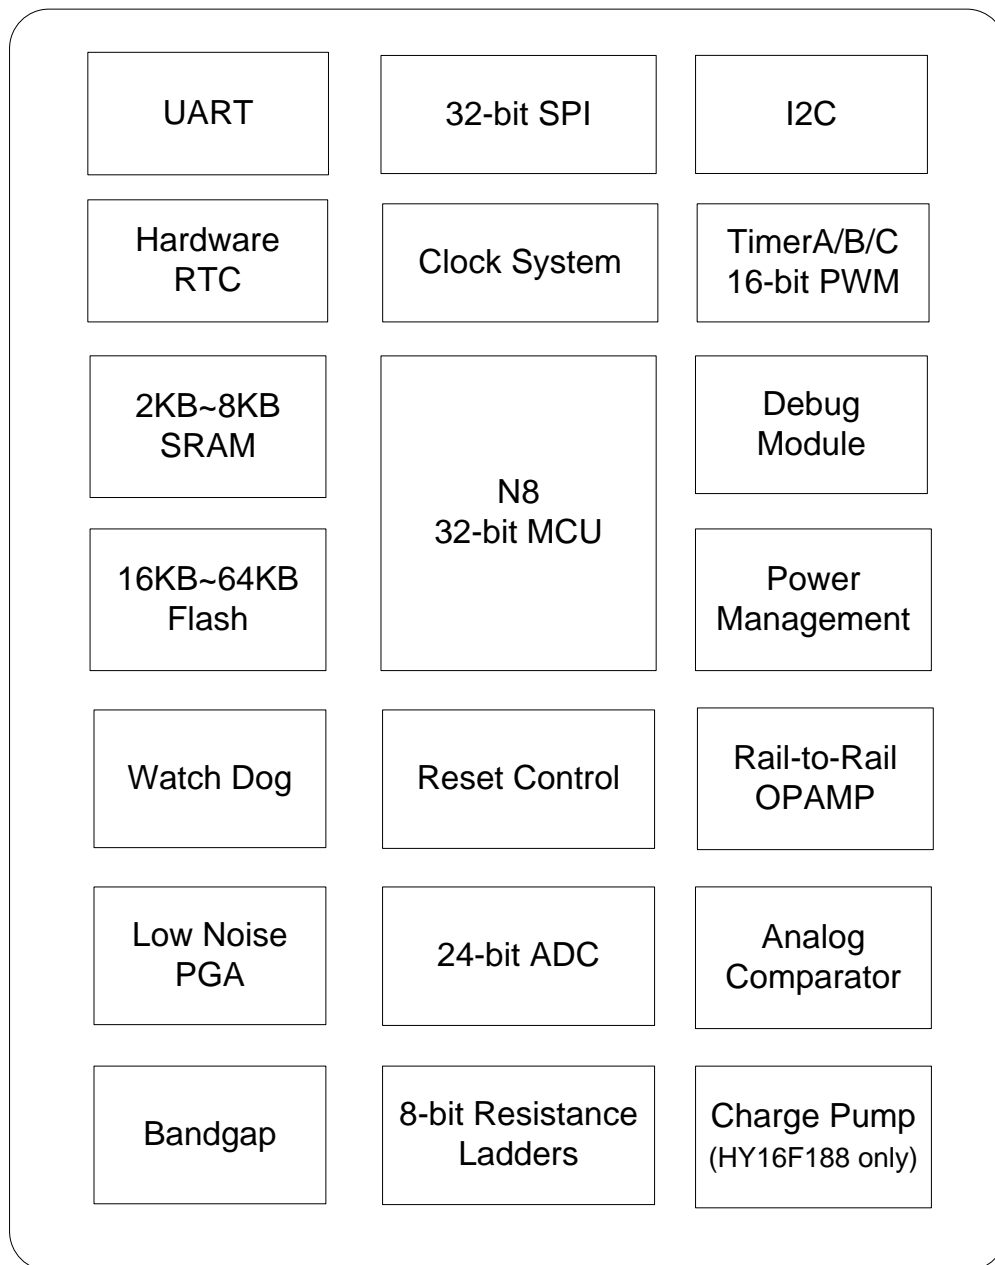 UART
32-bit SPI
I2C
Hardware
RTC
Clock System
TimerA/B/C
16-bit PWM
2KB~8KB
SRAM
N8
32-bit MCU
Debug
Module
16KB~64KB
Flash
Power
Management
Watch Dog
Reset Control
Rail-to-Rail
OPAMP
Low Noise
PGA
24-bit ADC
Analog
Comparator
Bandgap
8-bit Resistance
Ladders
Charge Pump
(HY16F188 only)